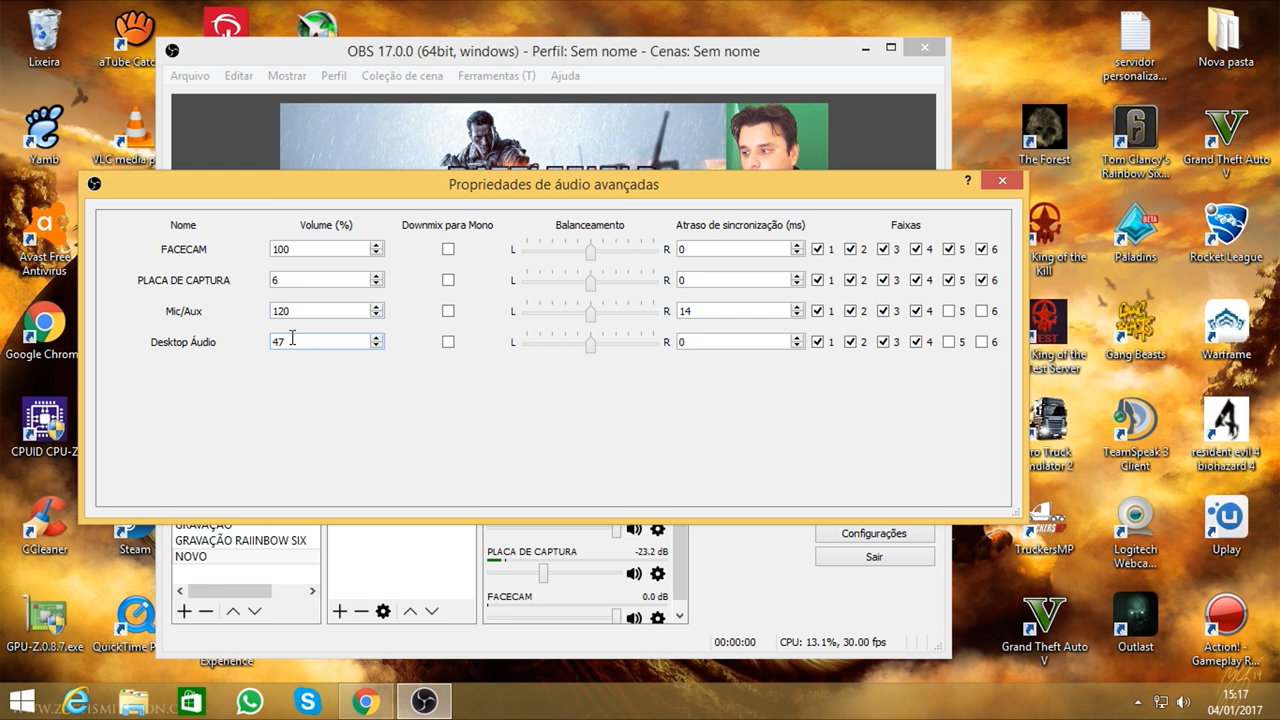 Lixeira
aTube Catc
servidor
personaliza...
Nova pasta
OBS 17.0.0 (64bit, windows) - Perfil: Sem nome - Cenas: Sem nome
Arquivo Editar Mostrar Perfil Coleção de cena Ferramentas (T) Ajuda
Yamb
VLC media p
The Forest
Tom Clancy's
Rainbow Six...
Grand Theft Auto
V
Propriedades de áudio avançadas
?
Nome Volume (%) Downmix para Mono Balanceamento Atraso de sincronização (ms) Faixas
FACECAM 100 L R 0 1 2 3 4 5 6
PLACA DE CAPTURA 6 L R 0 1 2 3 4 5 6
Mic/Aux 120 L R 14 1 2 3 4 5 6
Desktop Áudio 47 L R 0 1 2 3 4 5 6
Avast Free
Antivirus
King of the
Kill
BETA
Paladins
Rocket League
Google Chrom
King of the
est Server
Gang Beasts
Warframe
CPUID CPU-Z
ro Truck
mulator 2
TeamSpeak 3
Client
resident evil 4
biohazard 4
CCleaner
Steam
TruckersMP
Logitech
Webca...
Uplay
GRAVAÇÃO
GRAVAÇÃO RAIINBOW SIX
NOVO
PLACA DE CAPTURA -23.2 dB
FACECAM 0.0 dB
Configurações
Sair
00:00:00 CPU: 13.1%, 30.00 fps
GPU-Z.0.8.7.exe
QuickTime P
Experience
Grand Theft Auto
V
Outlast
Action! -
Gameplay R...
15:17
04/01/2017